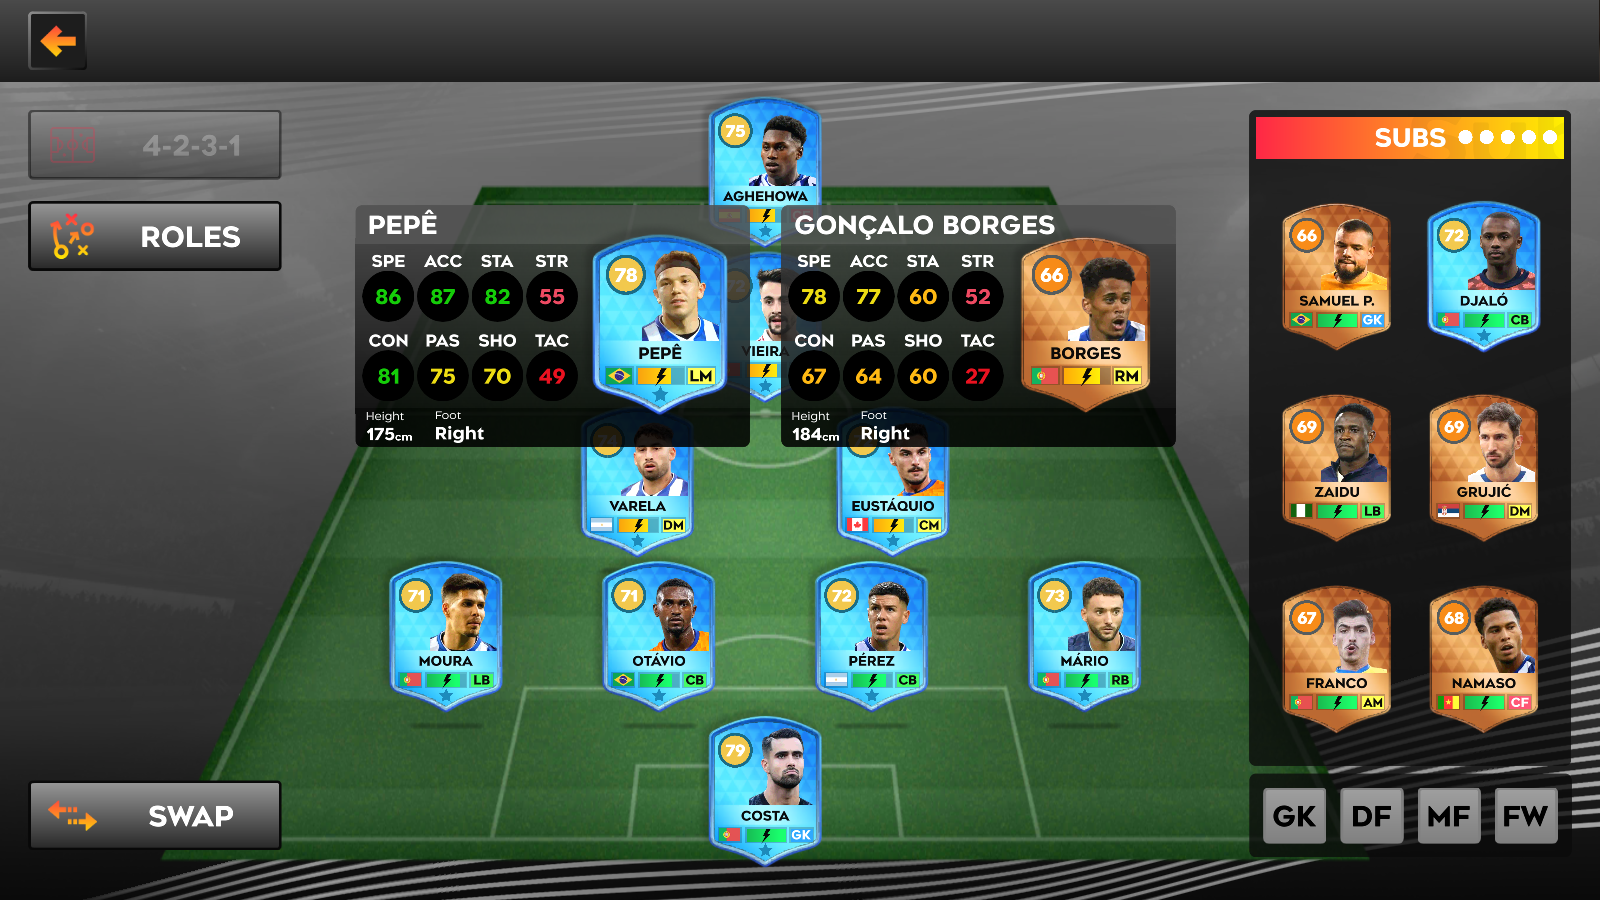 4-2-3-1
ROLES
SWAP
75
AGHEHOWA
PEPÊ
SPE ACC STA STR
86 87 82 55
CON PAS SHO TAC
81 75 70 49
Height Foot
175cm Right
78
PEPÊ
LM
VIEIRA
GONÇALO BORGES
SPE ACC STA STR
78 77 60 52
CON PAS SHO TAC
67 64 60 27
Height Foot
184cm Right
66
BORGES
RM
VARELA
DM
EUSTÁQUIO
CM
71
MOURA
LB
71
OTÁVIO
CB
72
PÉREZ
CB
73
MÁRIO
RB
79
COSTA
GK
SUBS
66
SAMUEL P.
GK
72
DJALÓ
CB
69
ZAIDU
LB
69
GRUJIĆ
DM
67
FRANCO
AM
68
NAMASO
CF
GK DF MF FW